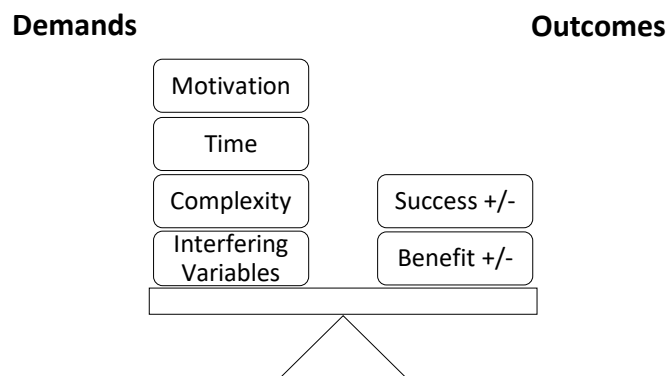 Demands
Outcomes
Motivation
Time
Complexity
Interfering
Variables
Success +/-
Benefit +/-